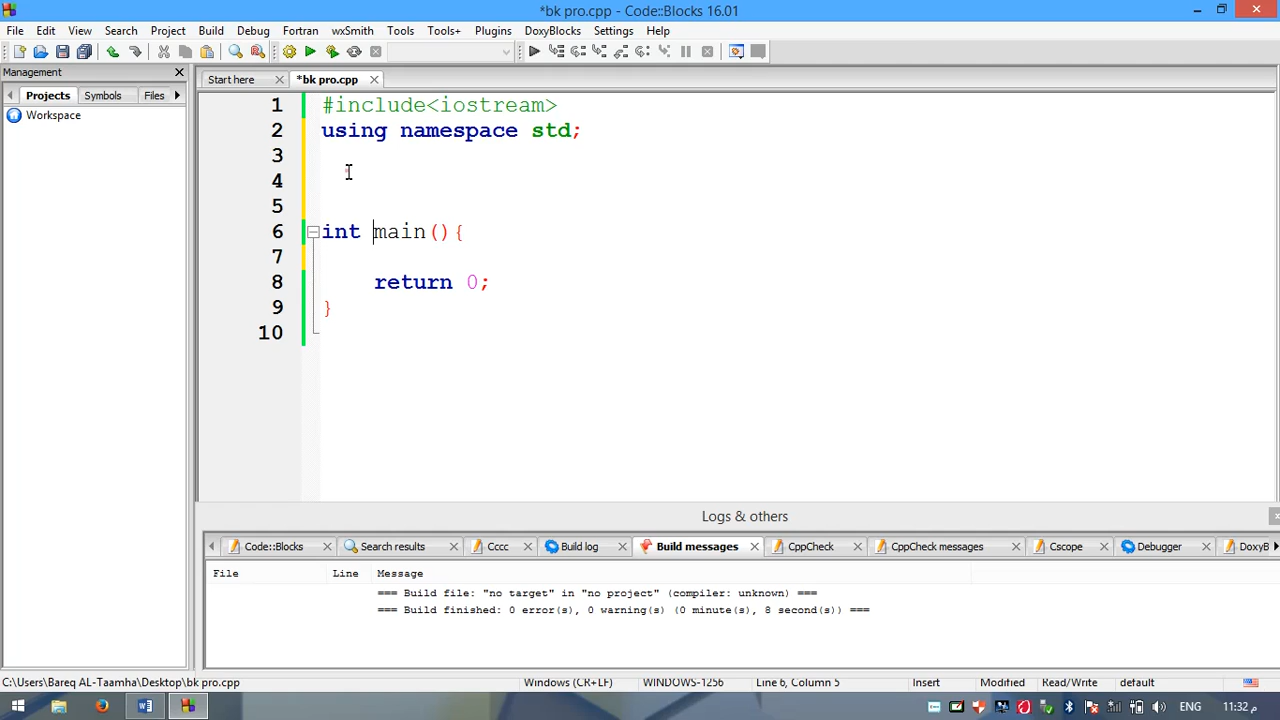 *bk pro.cpp - Code::Blocks 16.01
File Edit View Search Project Build Debug Fortran wxSmith Tools Tools+ Plugins DoxyBlocks Settings Help
Management
Start here *bk pro.cpp
Projects Symbols Files
Workspace
1 #include<iostream>
2 using namespace std;
3
4
5
6 int main(){
7
8 return 0;
9 }
10
Logs & others
Code::Blocks Search results Cccc Build log Build messages CppCheck CppCheck messages Cscope Debugger DoxyB
File Line Message
=== Build file: "no target" in "no project" (compiler: unknown) ===
=== Build finished: 0 error(s), 0 warning(s) (0 minute(s), 8 second(s)) ===
C:\Users\Bareq AL-Taamha\Desktop\bk pro.cpp Windows (CR+LF) WINDOWS-1256 Line 6, Column 5 Insert Modified Read/Write default
ENG 11:32 م